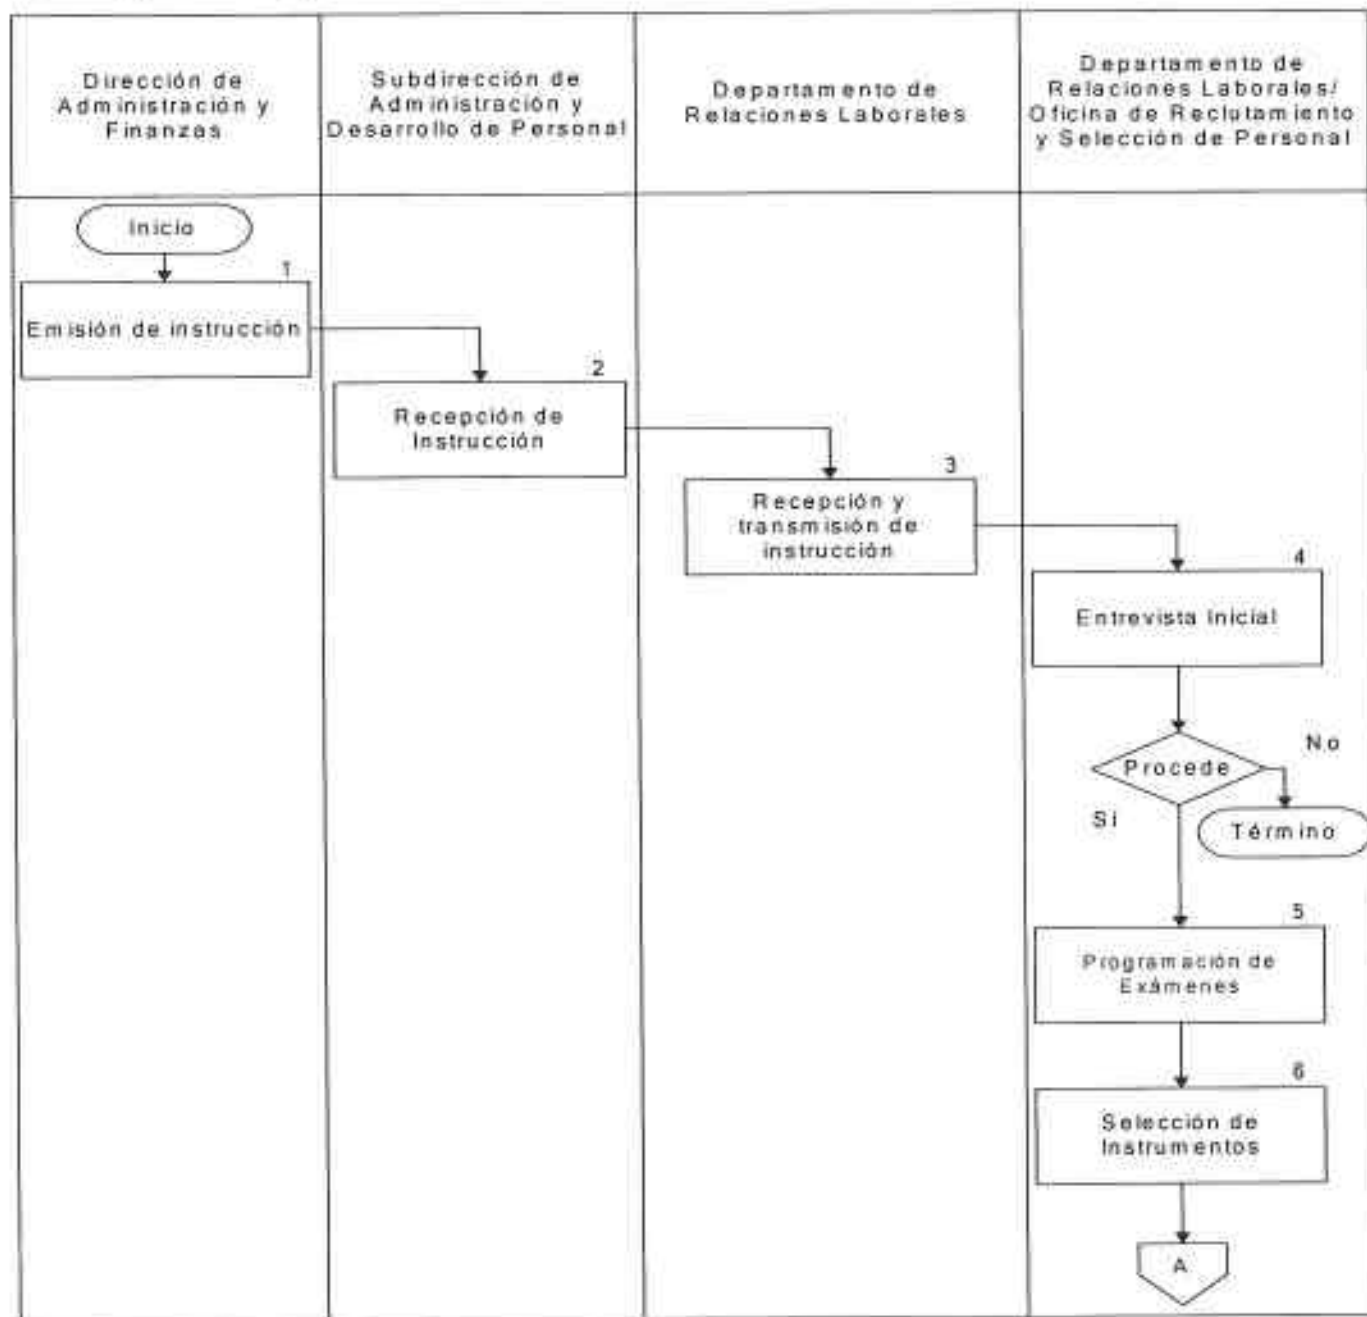 Dirección de
Administración y
Finanzas
Subdirección de
Administración y
Desarrollo de Personal
Departamento de
Relaciones Laborales
Departamento de
Relaciones Laborales/
Oficina de Reclutamiento
y Selección de Personal
Inicio
1
Emisión de instrucción
2
Recepción de
Instrucción
3
Recepción y
transmisión de
instrucción
4
Entrevista Inicial
Procede
No
Si
Término
5
Programación de
Exámenes
6
Selección de
Instrumentos
A